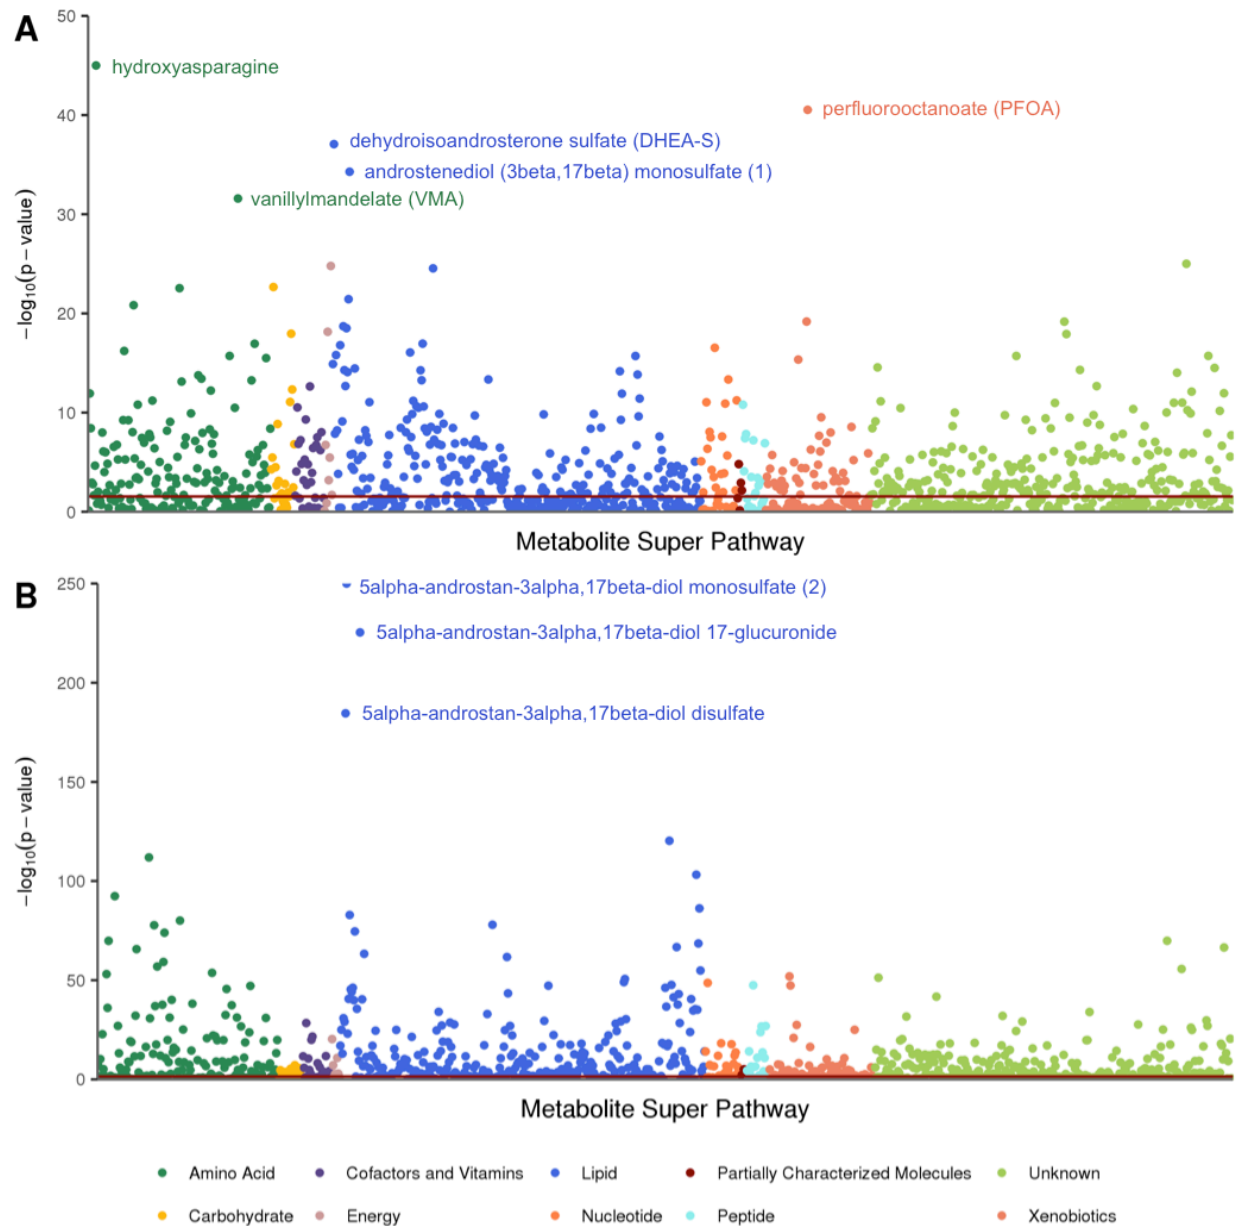 A
50
hydroxyasparagine
40
perfluorooctanoate (PFOA)
dehydroisoandrosterone sulfate (DHEA-S)
androstenediol (3beta,17beta) monosulfate (1)
vanillylmandelate (VMA)
30
20
10
0
−log10(p − value)
Metabolite Super Pathway
B
250
5alpha-androstan-3alpha,17beta-diol monosulfate (2)
5alpha-androstan-3alpha,17beta-diol 17-glucuronide
200
5alpha-androstan-3alpha,17beta-diol disulfate
150
100
50
0
−log10(p − value)
Metabolite Super Pathway
Amino Acid Cofactors and Vitamins Lipid Partially Characterized Molecules Unknown
Carbohydrate Energy Nucleotide Peptide Xenobiotics